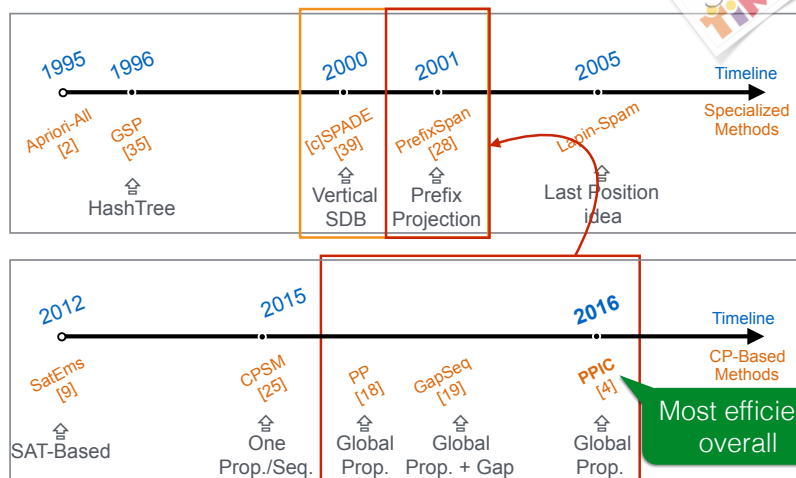 1995
1996
2000
2001
2005
Timeline
Apriori-All
[2]
GSP
[35]
[c]SPADE
[39]
PrefixSpan
[28]
Lapin-Spam
Specialized
Methods
HashTree
Vertical
SDB
Prefix
Projection
Last Position
idea
2012
2015
2016
Timeline
SatEms
[9]
CPSM
[25]
PP
[18]
GapSeq
[19]
PPIC
[4]
CP-Based
Methods
Most
overall
SAT-Based
One
Prop./Seq.
Global
Prop.
Global
Prop. + Gap
Global
Prop.